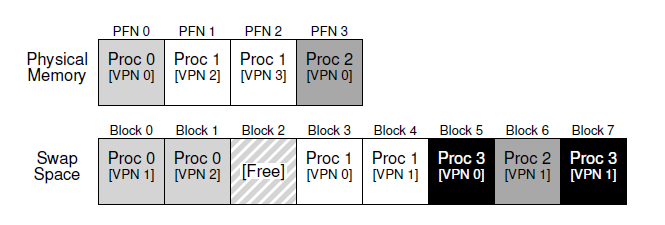 PFN 0 PFN 1 PFN 2 PFN 3
Physical Memory
Proc 0 [VPN 0]
Proc 1 [VPN 2]
Proc 1 [VPN 3]
Proc 2 [VPN 0]
Block 0 Block 1 Block 2 Block 3 Block 4 Block 5 Block 6 Block 7
Swap Space
Proc 0 [VPN 1]
Proc 0 [VPN 2]
[Free]
Proc 1 [VPN 0]
Proc 1 [VPN 1]
Proc 3 [VPN 0]
Proc 2 [VPN 1]
Proc 3 [VPN 1]